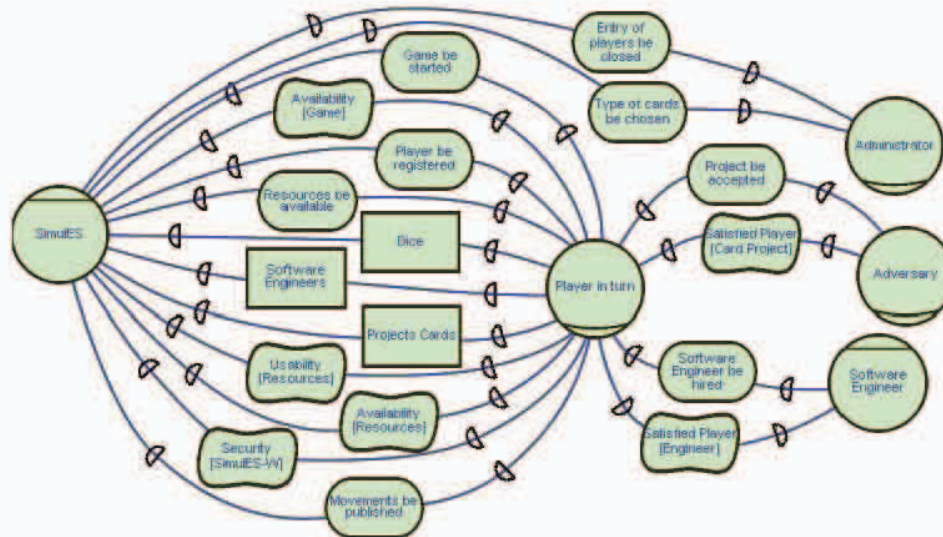 Entry of
players be
closed
Game be
started
Availability
[Game]
Type of cards
be chosen
Administrator
Player be
registered
Project be
accepted
Resources be
available
SimulES
Dice
Satisfied Player
[Card Project]
Software
Engineers
Player in turn
Adversary
Projects Cards
Usability
[Resources]
Software
Engineer be
hired
Software
Engineer
Availability
[Resources]
Satisfied Player
[Engineer]
Security
[SimulES-W]
Movements be
published